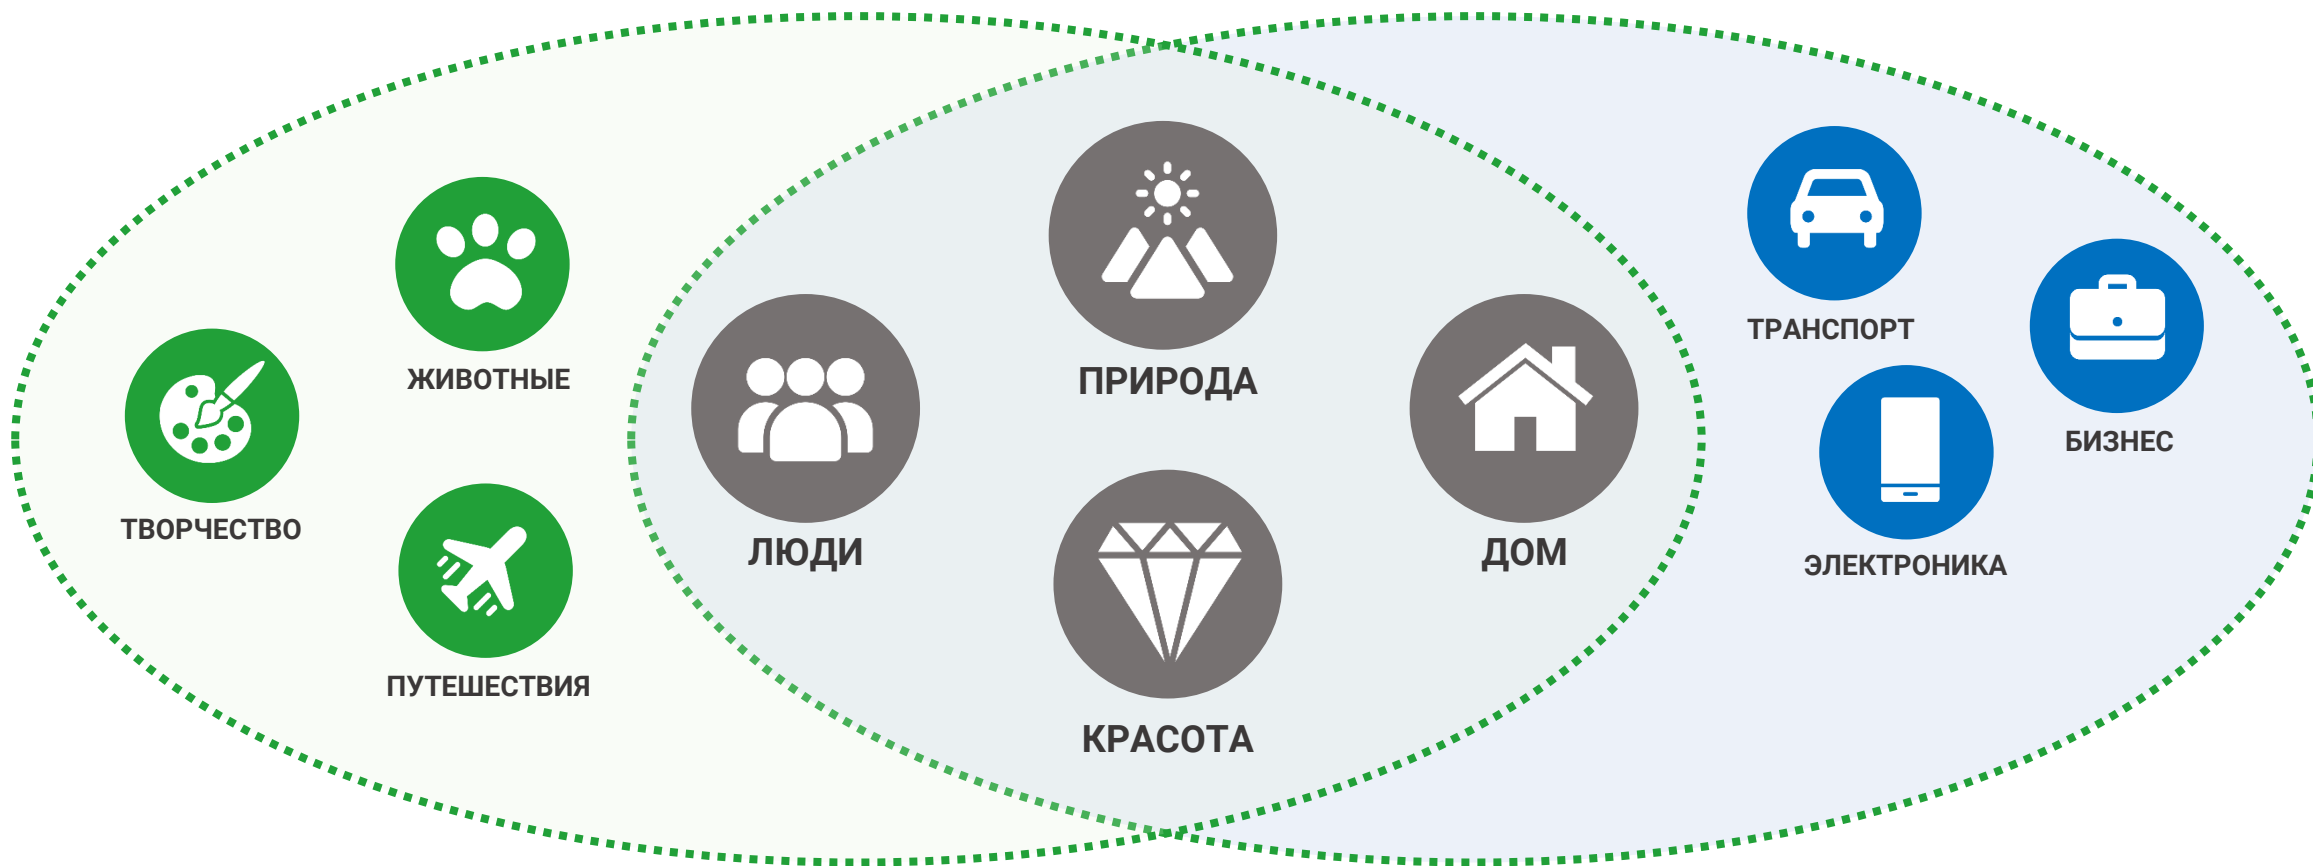 ЖИВОТНЫЕ
ТВОРЧЕСТВО
ПУТЕШЕСТВИЯ
ПРИРОДА
ЛЮДИ
ДОМ
КРАСОТА
ТРАНСПОРТ
БИЗНЕС
ЭЛЕКТРОНИКА